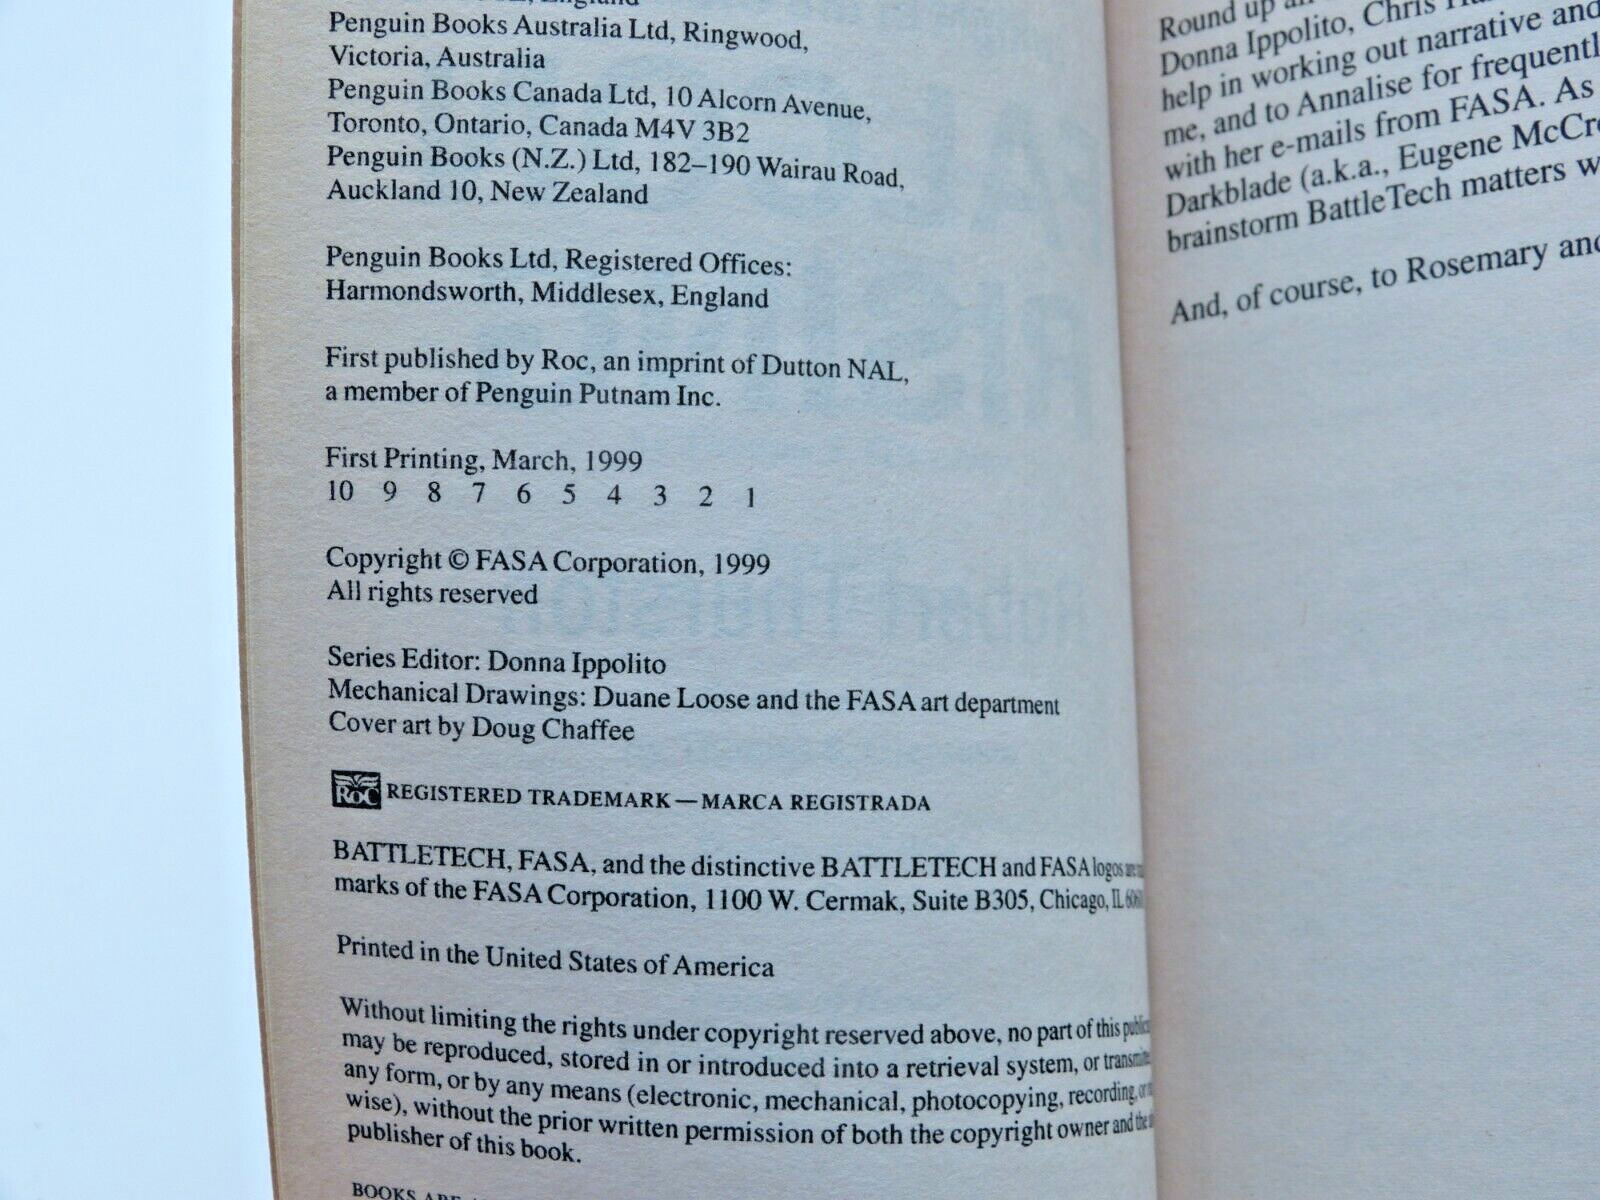 Penguin Books Australia Ltd, Ringwood,
Victoria, Australia
Penguin Books Canada Ltd, 10 Alcorn Avenue,
Toronto, Ontario, Canada M4V 3B2
Penguin Books (N.Z.) Ltd, 182–190 Wairau Road,
Auckland 10, New Zealand
Penguin Books Ltd, Registered Offices:
Harmondsworth, Middlesex, England
First published by Roc, an imprint of Dutton NAL,
a member of Penguin Putnam Inc.
First Printing, March, 1999
10 9 8 7 6 5 4 3 2 1
Copyright © FASA Corporation, 1999
All rights reserved
Series Editor: Donna Ippolito
Mechanical Drawings: Duane Loose and the FASA art department
Cover art by Doug Chaffee
ROC REGISTERED TRADEMARK—MARCA REGISTRADA
BATTLETECH, FASA, and the distinctive BATTLETECH and FASA logos
marks of the FASA Corporation, 1100 W. Cermak, Suite B305, Chicago, IL
Printed in the United States of America
Without limiting the rights under copyright reserved above, no part of this
may be reproduced, stored in or introduced into a retrieval system, or
any form, or by any means (electronic, mechanical, photocopying, recording,
wise), without the prior written permission of both the copyright owner and the
publisher of this book.
BOOKS
Round up
Donna Ippolito, Chris
help in working out narrative and
me, and to Annalise for
with her e-mails from FASA. As
Darkblade (a.k.a., Eugene
brainstorm BattleTech matters
And, of course, to Rosemary